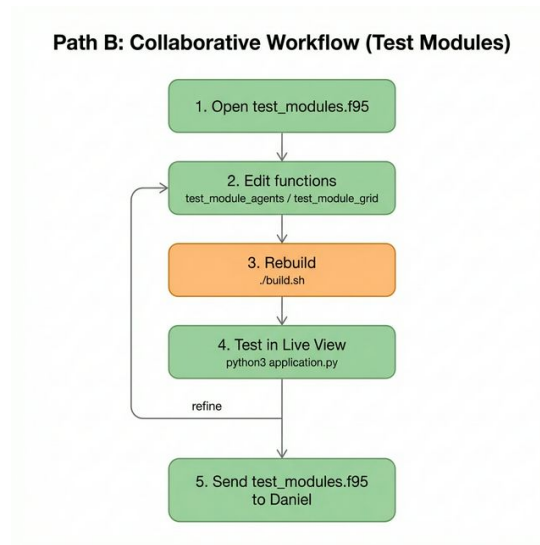 Path B: Collaborative Workflow (Test Modules)
1. Open test_modules.f95
2. Edit functions
test_module_agents / test_module_grid
3. Rebuild
./build.sh
4. Test in Live View
python3 application.py
refine
5. Send test_modules.f95
to Daniel